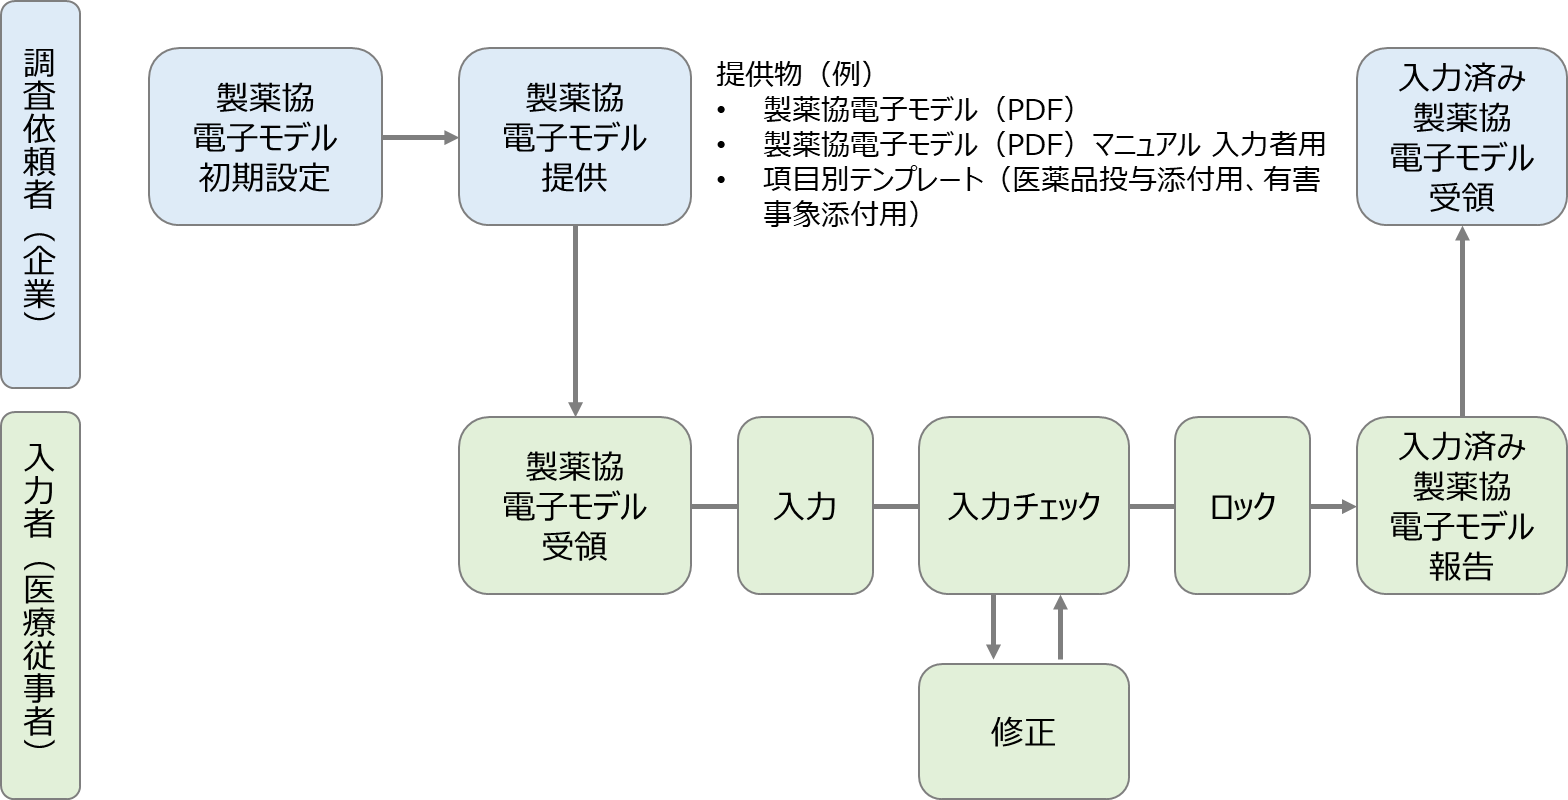 調査依頼者（企業）
製薬協
電子モデル
初期設定
製薬協
電子モデル
提供
提供物（例）
• 製薬協電子モデル（PDF）
• 製薬協電子モデル（PDF）マニュアル 入力者用
• 項目別テンプレート（医薬品投与添付用、有害
事象添付用）
入力済み
製薬協
電子モデル
受領
入力者（医療従事者）
製薬協
電子モデル
受領
入力
入力チェック
ロック
入力済み
製薬協
電子モデル
報告
修正